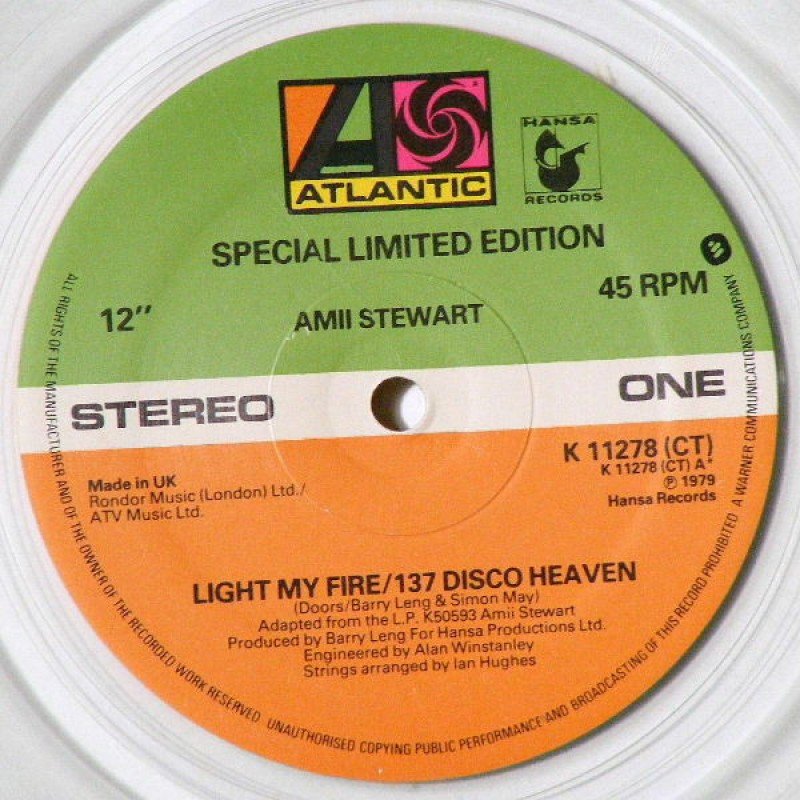 ATLANTIC
HANSA
RECORDS
SPECIAL LIMITED EDITION
12"
AMII STEWART
45 RPM
STEREO
ONE
Made in UK
Rondor Music (London) Ltd./
ATV Music Ltd.
K 11278 (CT)
K 11278 (CT) A*
℗ 1979
Hansa Records
LIGHT MY FIRE/137 DISCO HEAVEN
(Doors/Barry Leng & Simon May)
Adapted from the L.P. K50593 Amii Stewart
Produced by Barry Leng For Hansa Productions Ltd.
Engineered by Alan Winstanley
Strings arranged by Ian Hughes
ALL RIGHTS OF THE MANUFACTURER AND OF THE OWNER OF THE RECORDED WORK RESERVED. UNAUTHORISED COPYING PUBLIC PERFORMANCE AND BROADCASTING OF THIS RECORD PROHIBITED A WARNER COMMUNICATIONS COMPANY